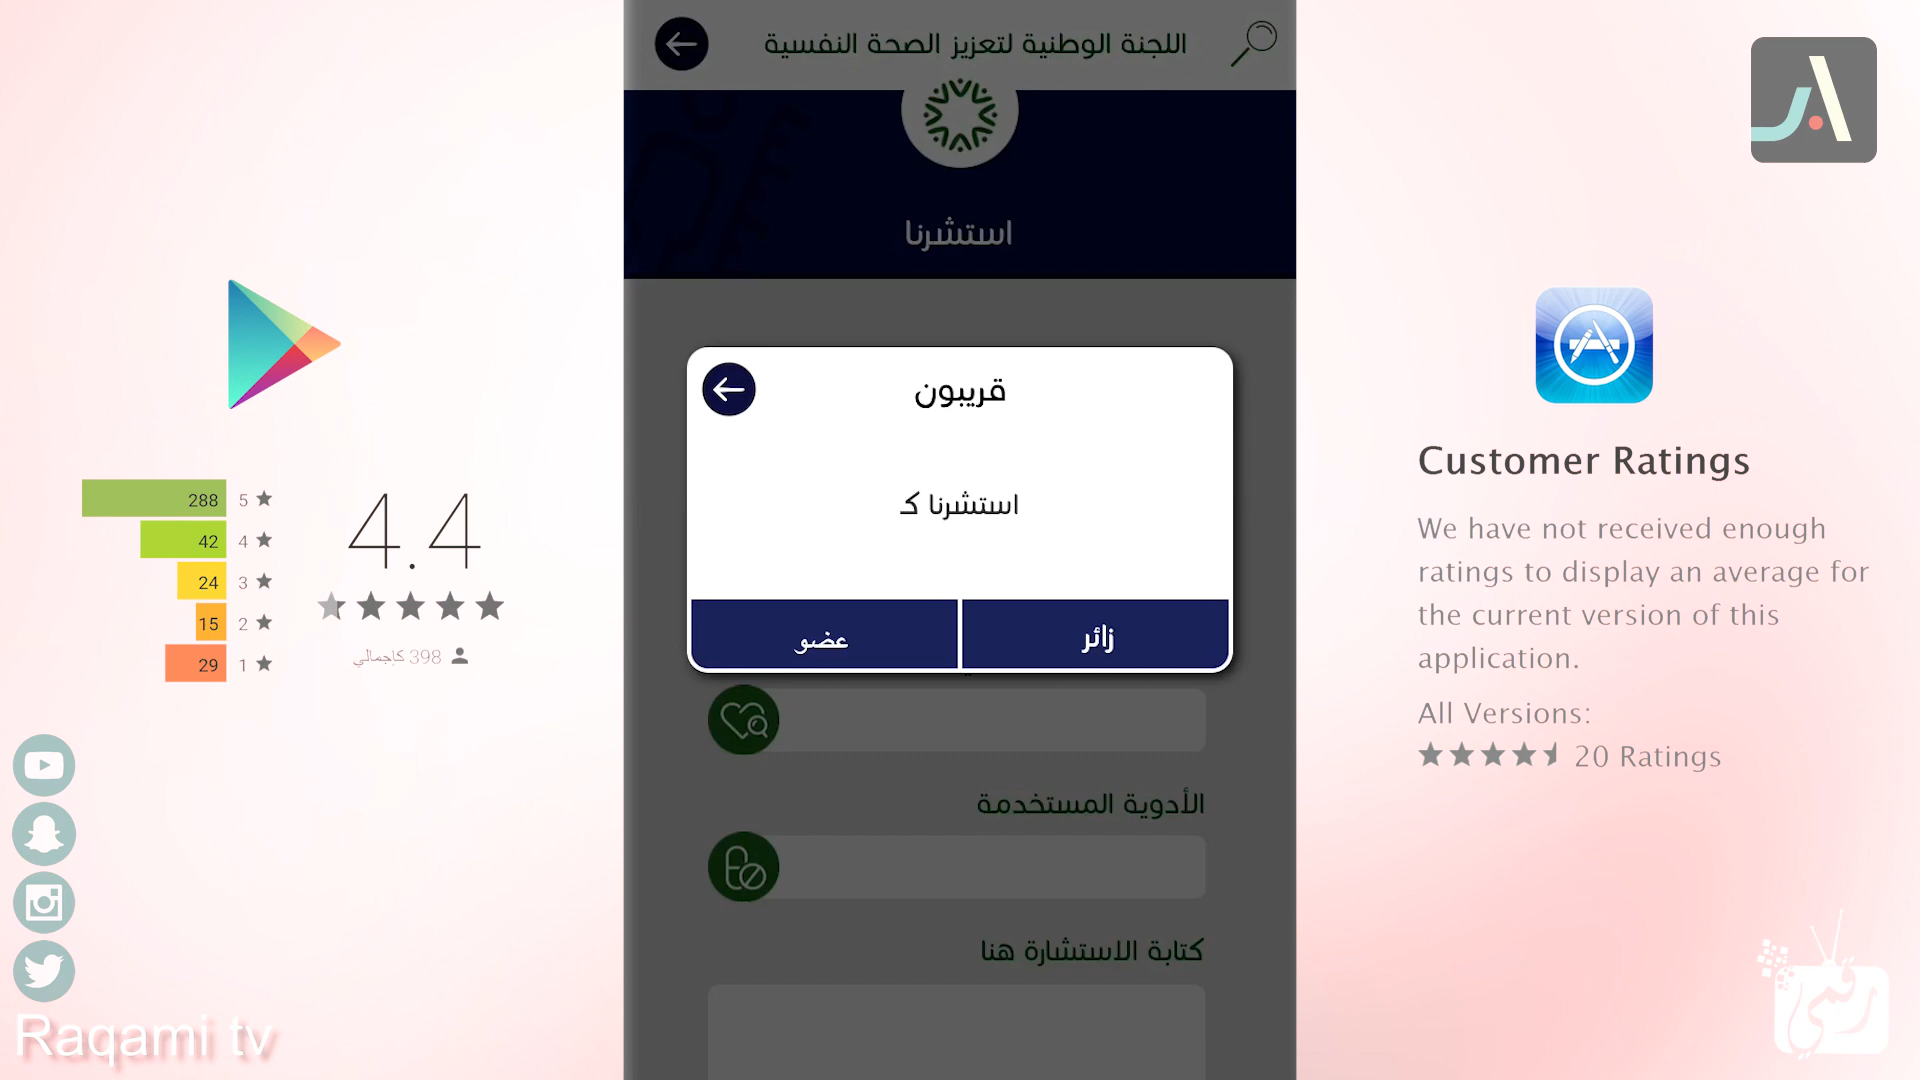 اللجنة الوطنية لتعزيز الصحة النفسية
استشرنا
قريبون
استشرنا كـ
زائر
عضو
الأدوية المستخدمة
كتابة الاستشارة هنا
288 5
42 4
24 3
15 2
29 1
4.4
398 كإجمالي
Customer Ratings
We have not received enough
ratings to display an average for
the current version of this
application.
All Versions:
20 Ratings
Raqami tv
رقمي